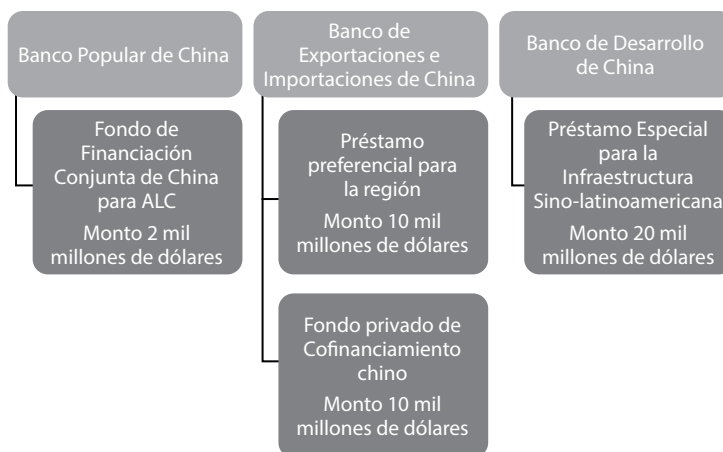 Banco Popular de China
Fondo de
Financiación
Conjunta de China
para ALC
Monto 2 mil
millones de dólares
Banco de
Exportaciones e
Importaciones de China
Préstamo
preferencial para
la región
Monto 10 mil
millones de dólares
Fondo privado de
Cofinanciamiento
chino
Monto 10 mil
millones de dólares
Banco de Desarrollo
de China
Préstamo Especial
para la
Infraestructura
Sino-latinoamericana
Monto 20 mil
millones de dólares